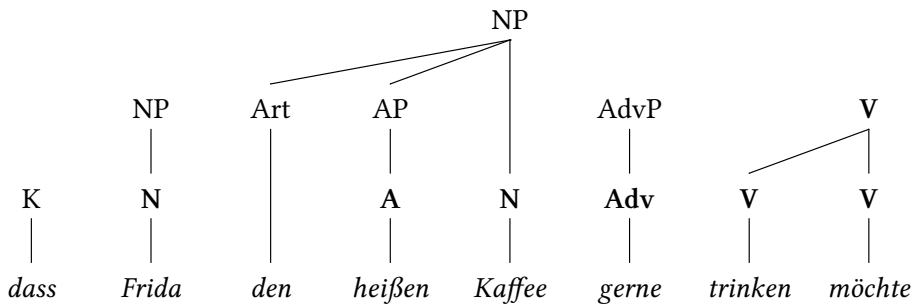 NP
NP Art AP AdvP V
K N A N Adv V V
dass Frida den heißen Kaffee gerne trinken möchte